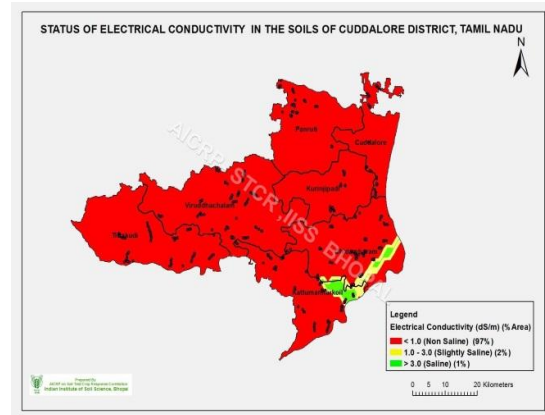 STATUS OF ELECTRICAL CONDUCTIVITY IN THE SOILS OF CUDDALORE DISTRICT, TAMIL NADU
N
Panruti
Cuddalore
Kurinjipadi
Virudhachalam
Kattumannarkoil
AICRP, STCR, IISS BHOPAL
Legend
Electrical Conductivity (dS/m) (% Area)
< 1.0 (Non Saline) (97%)
1.0 - 3.0 (Slightly Saline) (2%)
> 3.0 (Saline) (1%)
0 5 10 20 Kilometers
Indian Institute of Soil Science, Bhopal